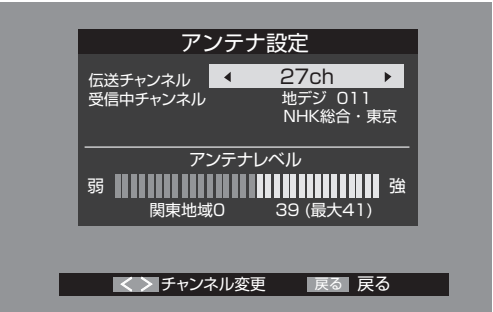 アンテナ設定
伝送チャンネル 27ch
受信中チャンネル 地デジ 011
NHK総合・東京
アンテナレベル
弱 強
関東地域0 39 (最大41)
チャンネル変更 戻る 戻る